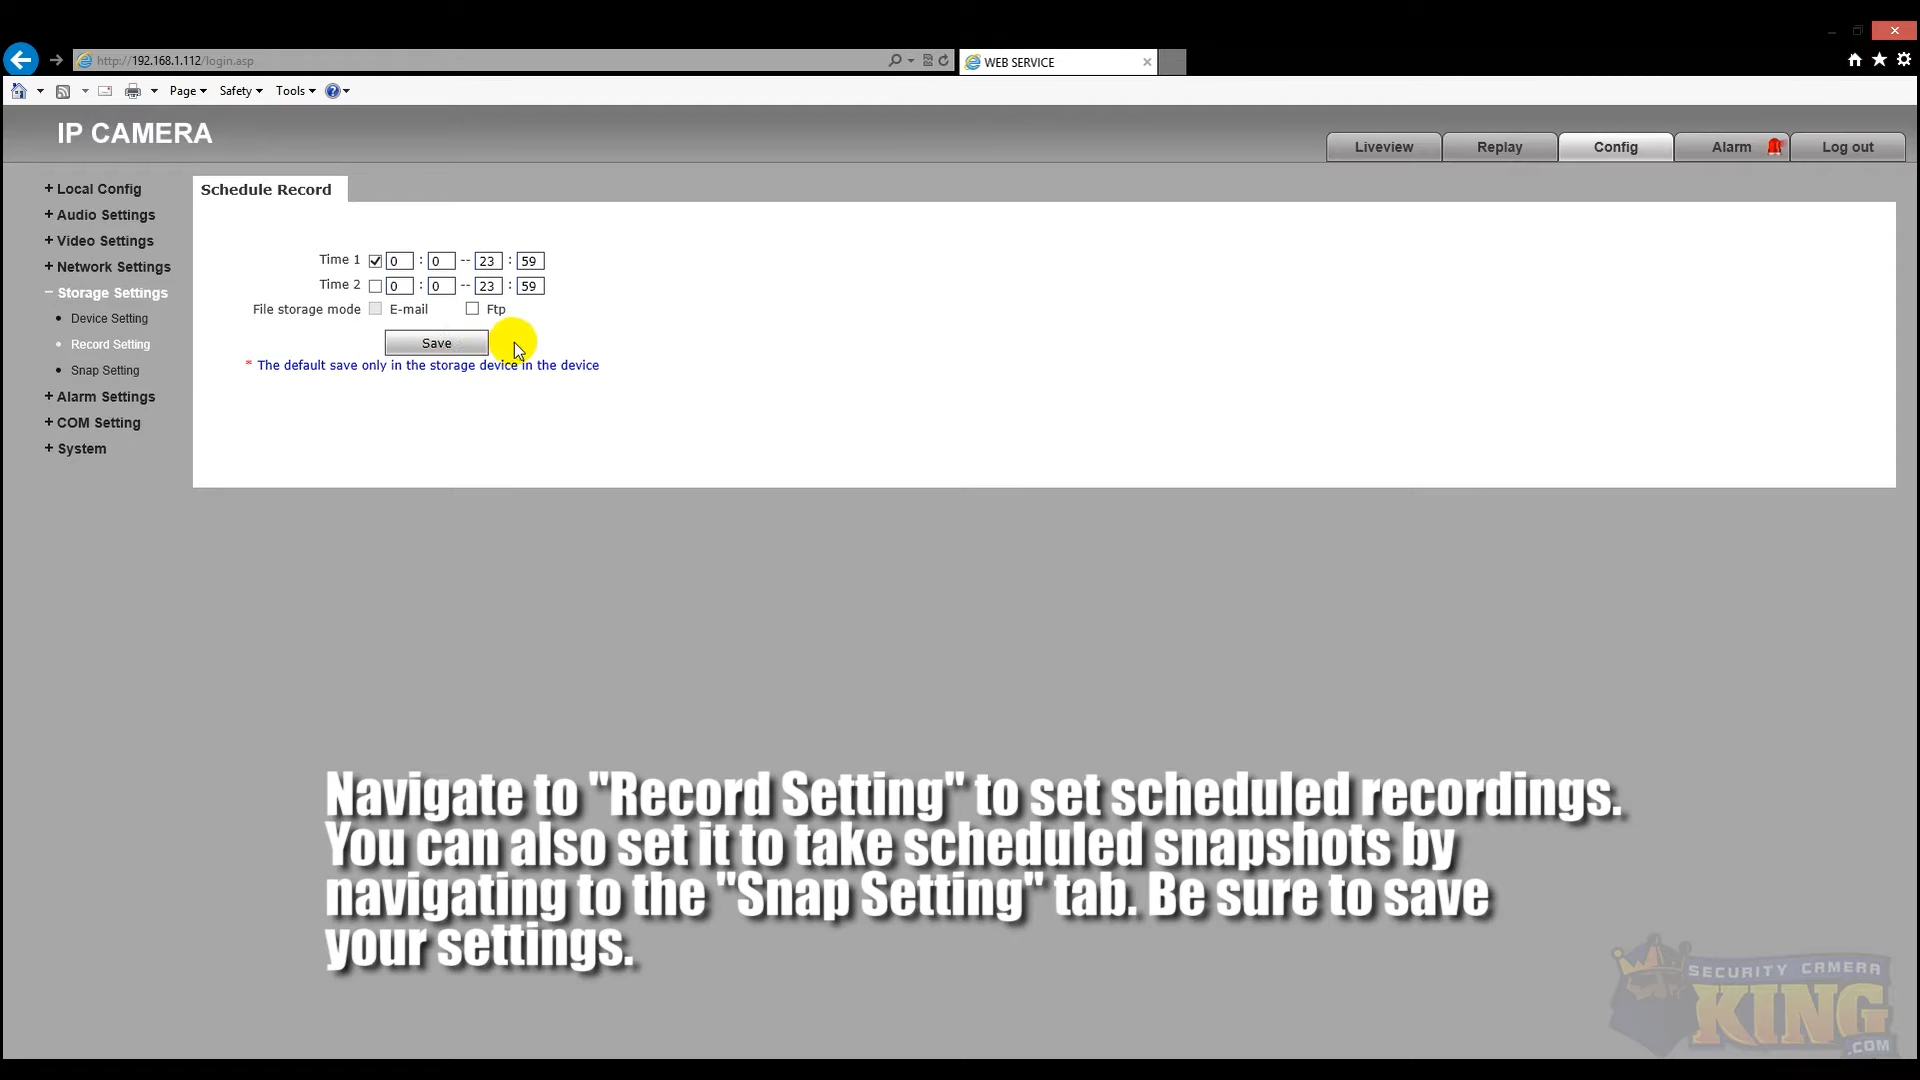 http://192.168.1.112/login.asp
WEB SERVICE
Page Safety Tools
IP CAMERA
Liveview Replay Config Alarm Log out
+ Local Config
+ Audio Settings
+ Video Settings
+ Network Settings
− Storage Settings
• Device Setting
• Record Setting
• Snap Setting
+ Alarm Settings
+ COM Setting
+ System
Schedule Record
Time 1 0 : 0 -- 23 : 59
Time 2 0 : 0 -- 23 : 59
File storage mode E-mail Ftp
Save
* The default save only in the storage device in the device
Navigate to "Record Setting" to set scheduled recordings.
You can also set it to take scheduled snapshots by
navigating to the "Snap Setting" tab. Be sure to save
your settings.
SECURITY CAMERA
KING
.COM